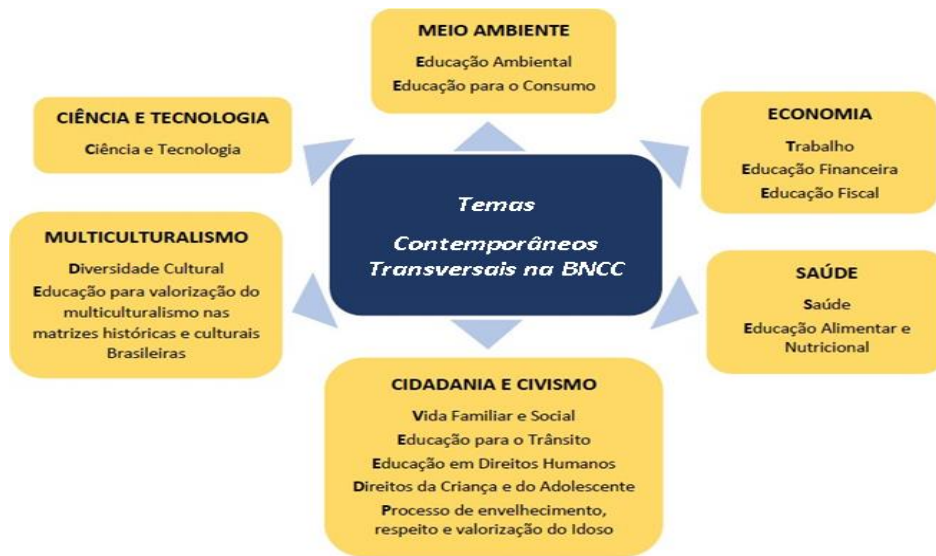 MEIO AMBIENTE
Educação Ambiental
Educação para o Consumo
CIÊNCIA E TECNOLOGIA
Ciência e Tecnologia
ECONOMIA
Trabalho
Educação Financeira
Educação Fiscal
Temas
Contemporâneos
Transversais na BNCC
MULTICULTURALISMO
Diversidade Cultural
Educação para valorização do
multiculturalismo nas
matrizes históricas e culturais
Brasileiras
SAÚDE
Saúde
Educação Alimentar e
Nutricional
CIDADANIA E CIVISMO
Vida Familiar e Social
Educação para o Trânsito
Educação em Direitos Humanos
Direitos da Criança e do Adolescente
Processo de envelhecimento,
respeito e valorização do Idoso